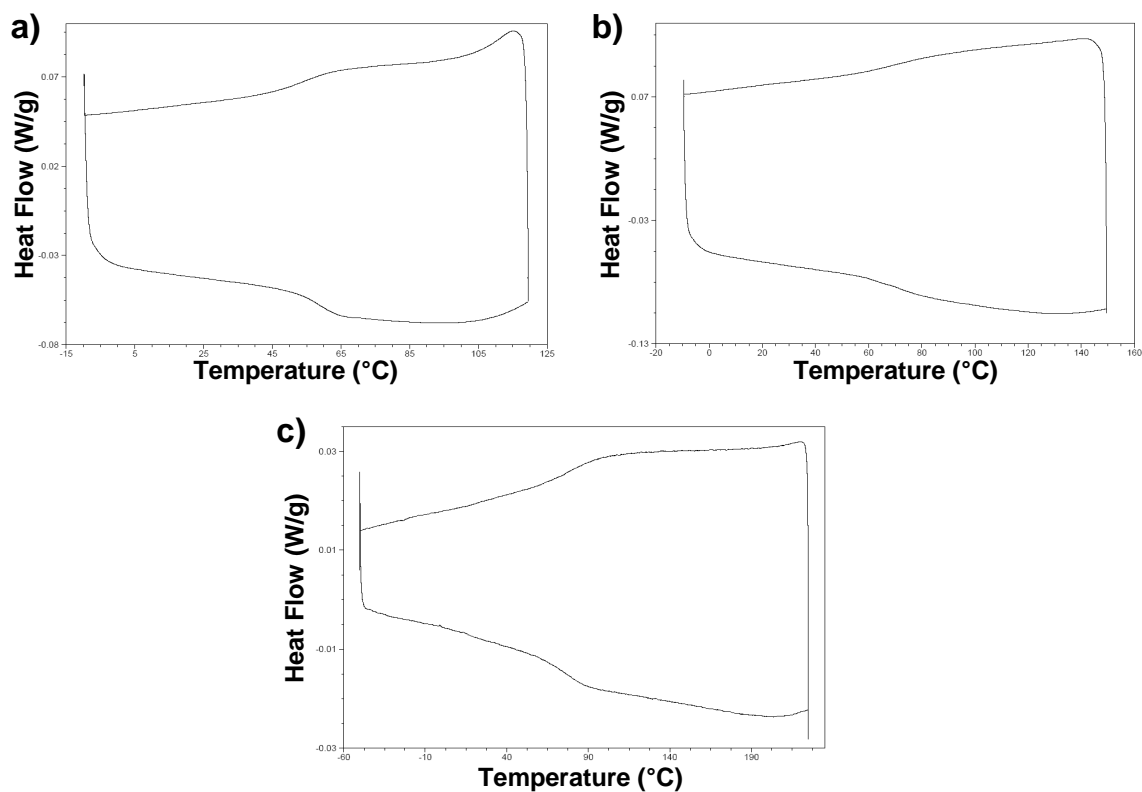 a)
Heat Flow (W/g)
0.07
0.02
-0.03
-0.08
-15 5 25 45 65 85 105 125
Temperature (°C)
b)
Heat Flow (W/g)
0.07
-0.03
-0.13
-20 0 20 40 60 80 100 120 140 160
Temperature (°C)
c)
Heat Flow (W/g)
0.03
0.01
-0.01
-0.03
-60 -10 40 90 140 190
Temperature (°C)